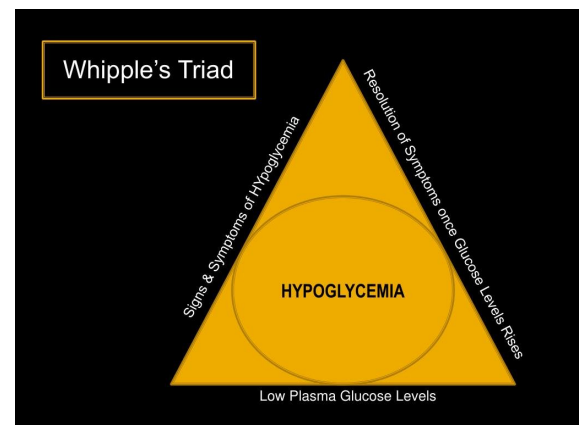 Whipple's Triad
Signs & Symptoms of HYpoglycemia
Resolution of Symptoms once Glucose Levels Rises
HYPOGLYCEMIA
Low Plasma Glucose Levels